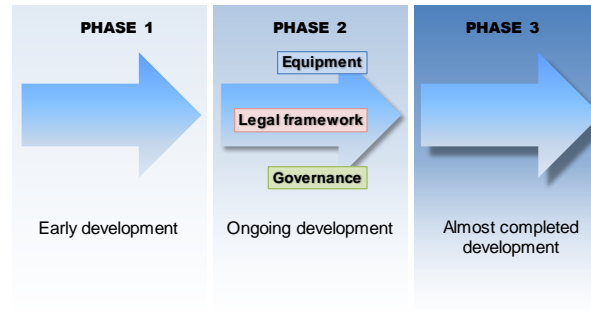 PHASE 1
Early development
PHASE 2
Equipment
Legal framework
Governance
Ongoing development
PHASE 3
Almost completed
development